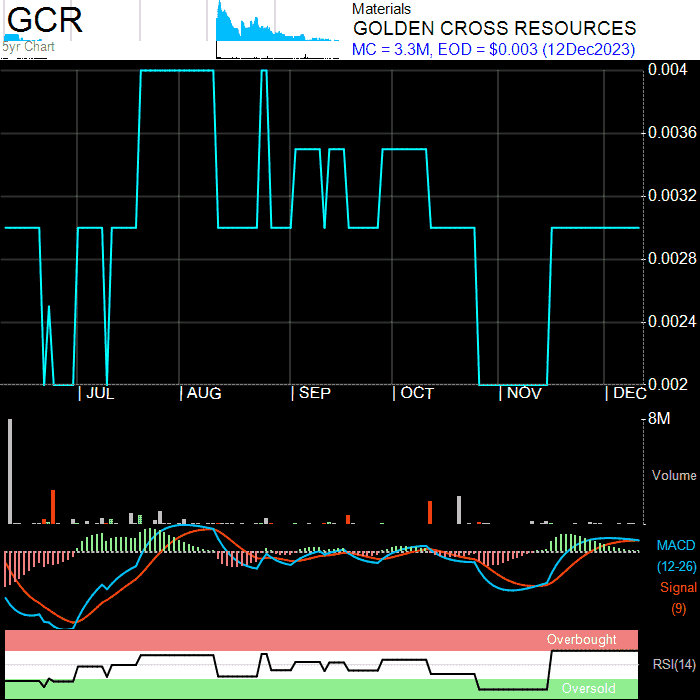 GCR
5yr Chart
Materials
GOLDEN CROSS RESOURCES
MC = 3.3M, EOD = $0.003 (12Dec2023)
0.004
0.0036
0.0032
0.0028
0.0024
0.002
| JUL | AUG | SEP | OCT | NOV | DEC
8M
Volume
MACD
(12-26)
Signal
(9)
Overbought
RSI(14)
Oversold